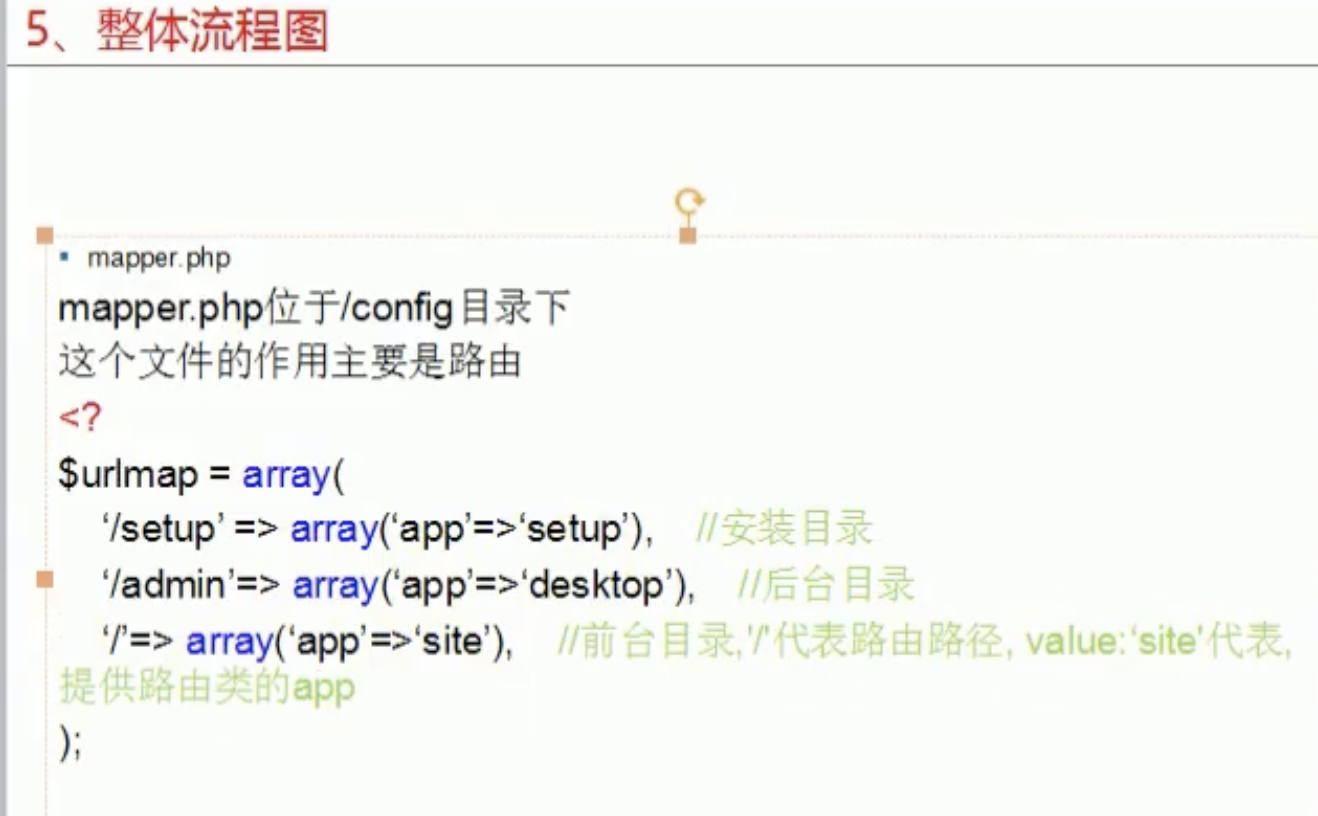 5、整体流程图
▪ mapper.php
mapper.php位于/config目录下
这个文件的作用主要是路由
<?
$urlmap = array(
‘/setup’ => array(‘app’=>‘setup’), //安装目录
‘/admin’=> array(‘app’=>‘desktop’), //后台目录
‘/’=> array(‘app’=>‘site’), //前台目录,'/'代表路由路径, value:‘site’代表,
提供路由类的app
);